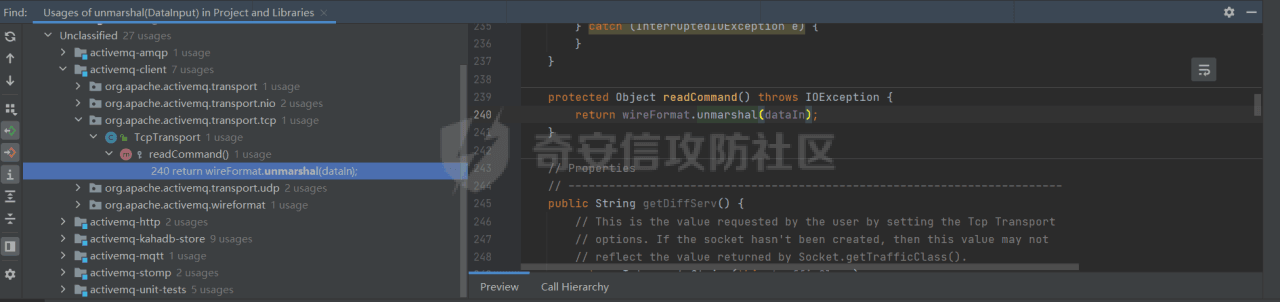 Find: Usages of unmarshal(DataInput) in Project and Libraries ×
Unclassified 27 usages
activemq-amqp 1 usage
activemq-client 7 usages
org.apache.activemq.transport 1 usage
org.apache.activemq.transport.nio 2 usages
org.apache.activemq.transport.tcp 1 usage
TcpTransport 1 usage
readCommand() 1 usage
240 return wireFormat.unmarshal(dataIn);
org.apache.activemq.transport.udp 2 usages
org.apache.activemq.wireformat 1 usage
activemq-http 2 usages
activemq-kahadb-store 9 usages
activemq-mqtt 1 usage
activemq-stomp 2 usages
activemq-unit-tests 5 usages
235 } catch (InterruptedIOException e) {
236 }
237 }
238
239 protected Object readCommand() throws IOException {
240 return wireFormat.unmarshal(dataIn);
241 }
242
243 // Properties
244 // -------------------------------------------------------------------------
245 public String getDiffServ() {
246 // This is the value requested by the user by setting the Tcp Transport
247 // options. If the socket hasn't been created, then this value may not
248 // reflect the value returned by Socket.getTrafficClass().
Preview Call Hierarchy
奇安信攻防社区